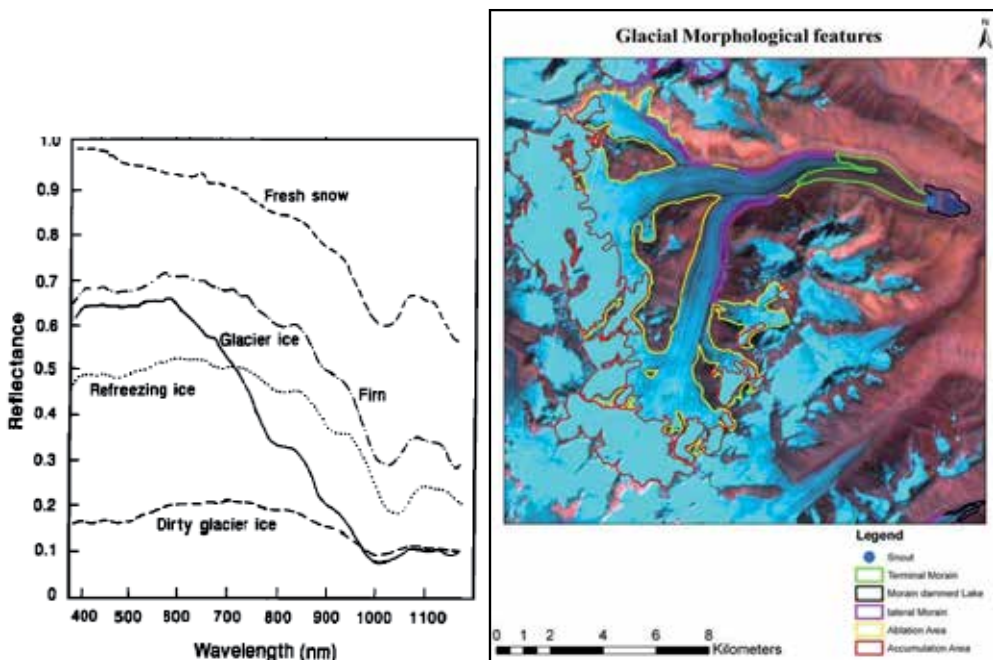 1.0
0.9
0.8
0.7
0.6
0.5
0.4
0.3
0.2
0.1
0
Reflectance
Fresh snow
Glacier ice
Refreezing ice
Firn
Dirty glacier ice
400 500 600 700 800 900 1000 1100
Wavelength (nm)
Glacial Morphological features
N
Legend
Snout
Terminal Morain
Morain dammed Lake
lateral Morain
Ablation Area
Accumulation Area
0 1 2 4 6 8
Kilometers